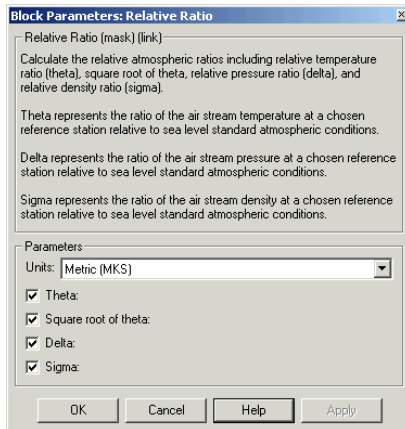 Block Parameters: Relative Ratio
Relative Ratio (mask) (link)
Calculate the relative atmospheric ratios including relative temperature
ratio (theta), square root of theta, relative pressure ratio (delta), and
relative density ratio (sigma).
Theta represents the ratio of the air stream temperature at a chosen
reference station relative to sea level standard atmospheric conditions.
Delta represents the ratio of the air stream pressure at a chosen reference
station relative to sea level standard atmospheric conditions.
Sigma represents the ratio of the air stream density at a chosen reference
station relative to sea level standard atmospheric conditions.
Parameters
Units: Metric (MKS)
Theta:
Square root of theta:
Delta:
Sigma:
OK Cancel Help Apply